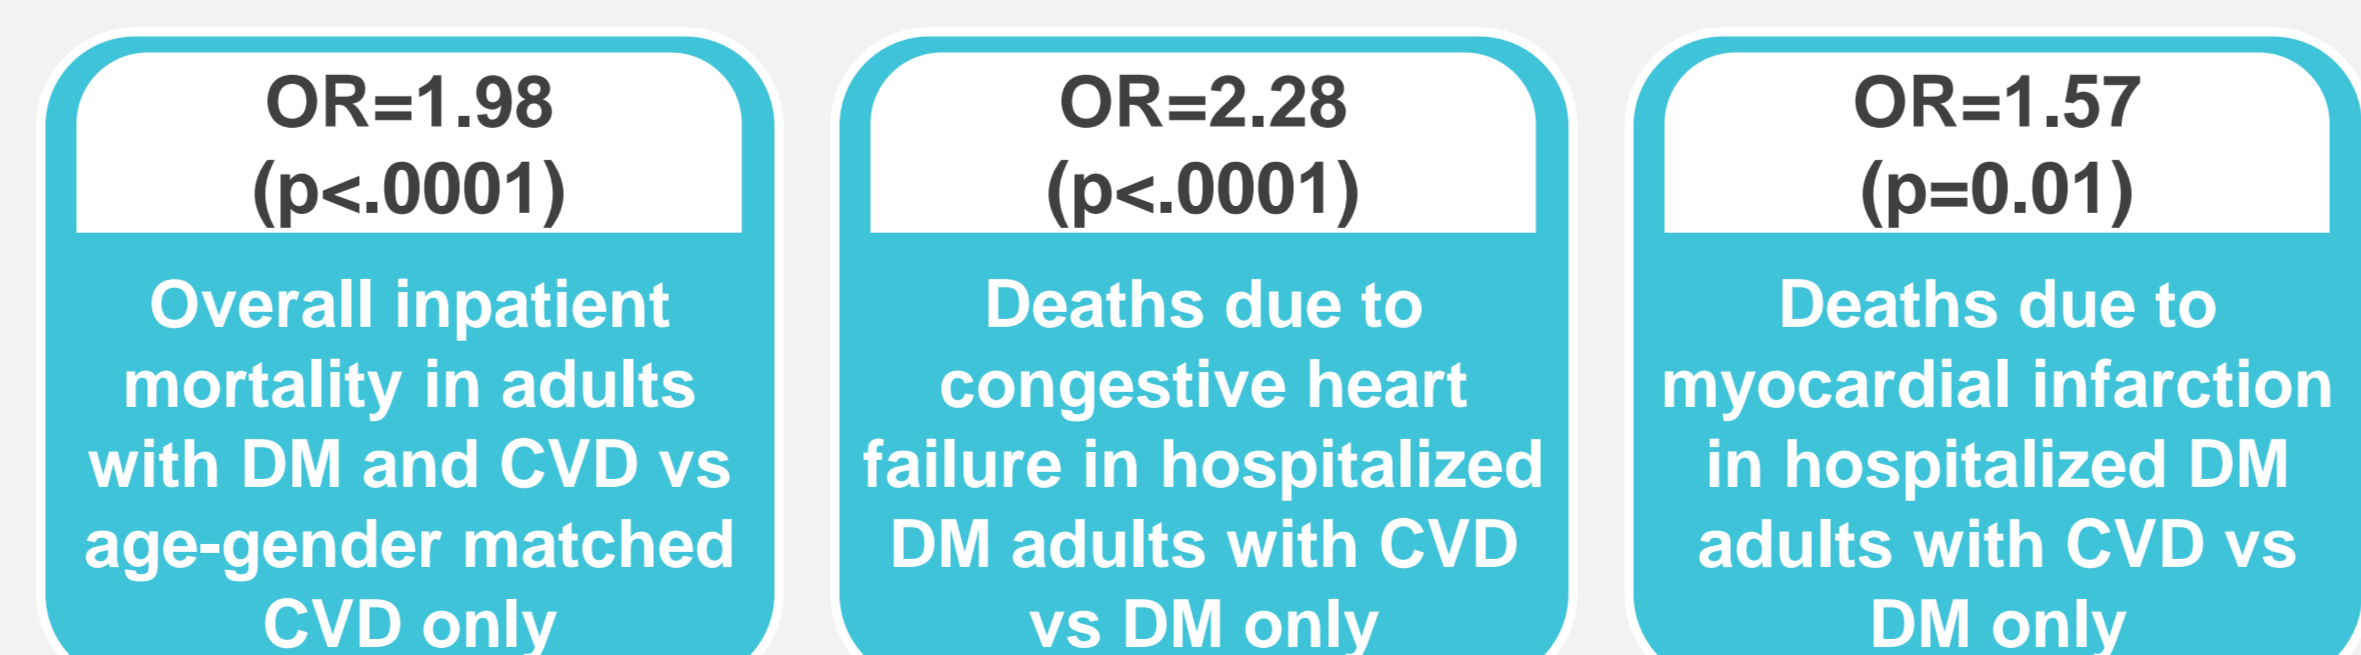 OR=1.98
(p<.0001)
Overall inpatient
mortality in adults
with DM and CVD vs
age-gender matched
CVD only
OR=2.28
(p<.0001)
Deaths due to
congestive heart
failure in hospitalized
DM adults with CVD
vs DM only
OR=1.57
(p=0.01)
Deaths due to
myocardial infarction
in hospitalized DM
adults with CVD vs
DM only